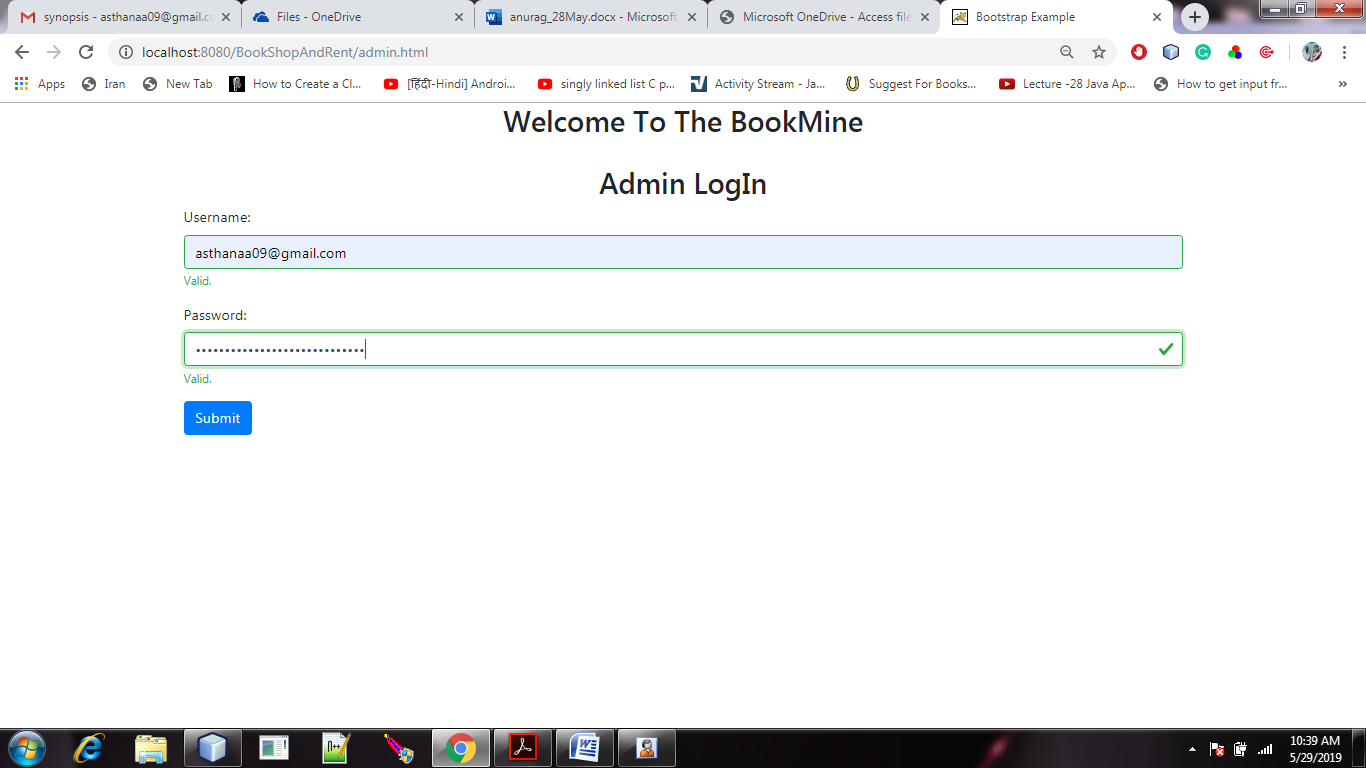 synopsis - asthanaa09@gmail.co
Files - OneDrive
anurag_28May.docx - Microsoft
Microsoft OneDrive - Access file
Bootstrap Example
localhost:8080/BookShopAndRent/admin.html
Apps
Iran
New Tab
How to Create a Cl...
[हिंदी-Hindi] Androi...
singly linked list C p...
Activity Stream - Ja...
Suggest For Books...
Lecture -28 Java Ap...
How to get input fr...
Welcome To The BookMine
Admin LogIn
Username:
asthanaa09@gmail.com
Valid.
Password:
Valid.
Submit
10:39 AM
5/29/2019